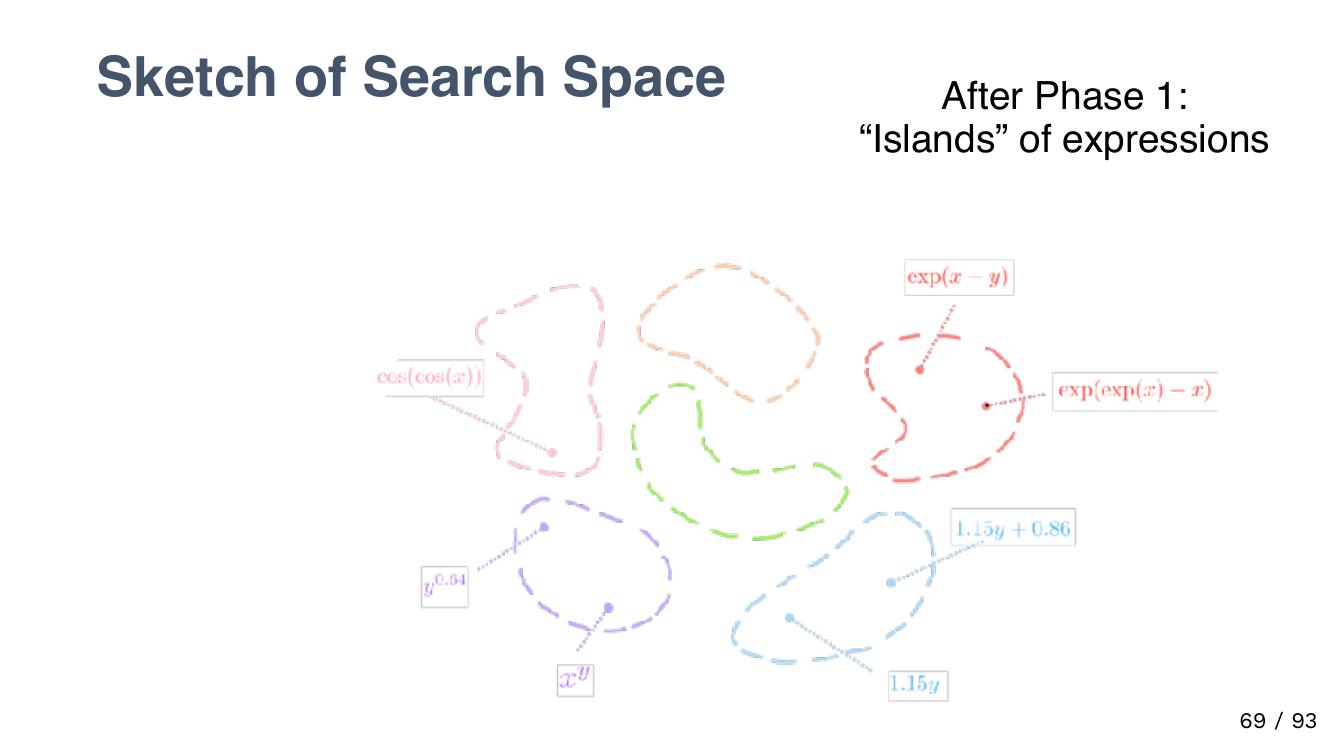 Sketch of Search Space
After Phase 1:
“Islands” of expressions
exp(x − y)
cos(cos(x))
exp(exp(x) − x)
1.15y + 0.86
y^0.64
x^y
1.15y
69 / 93